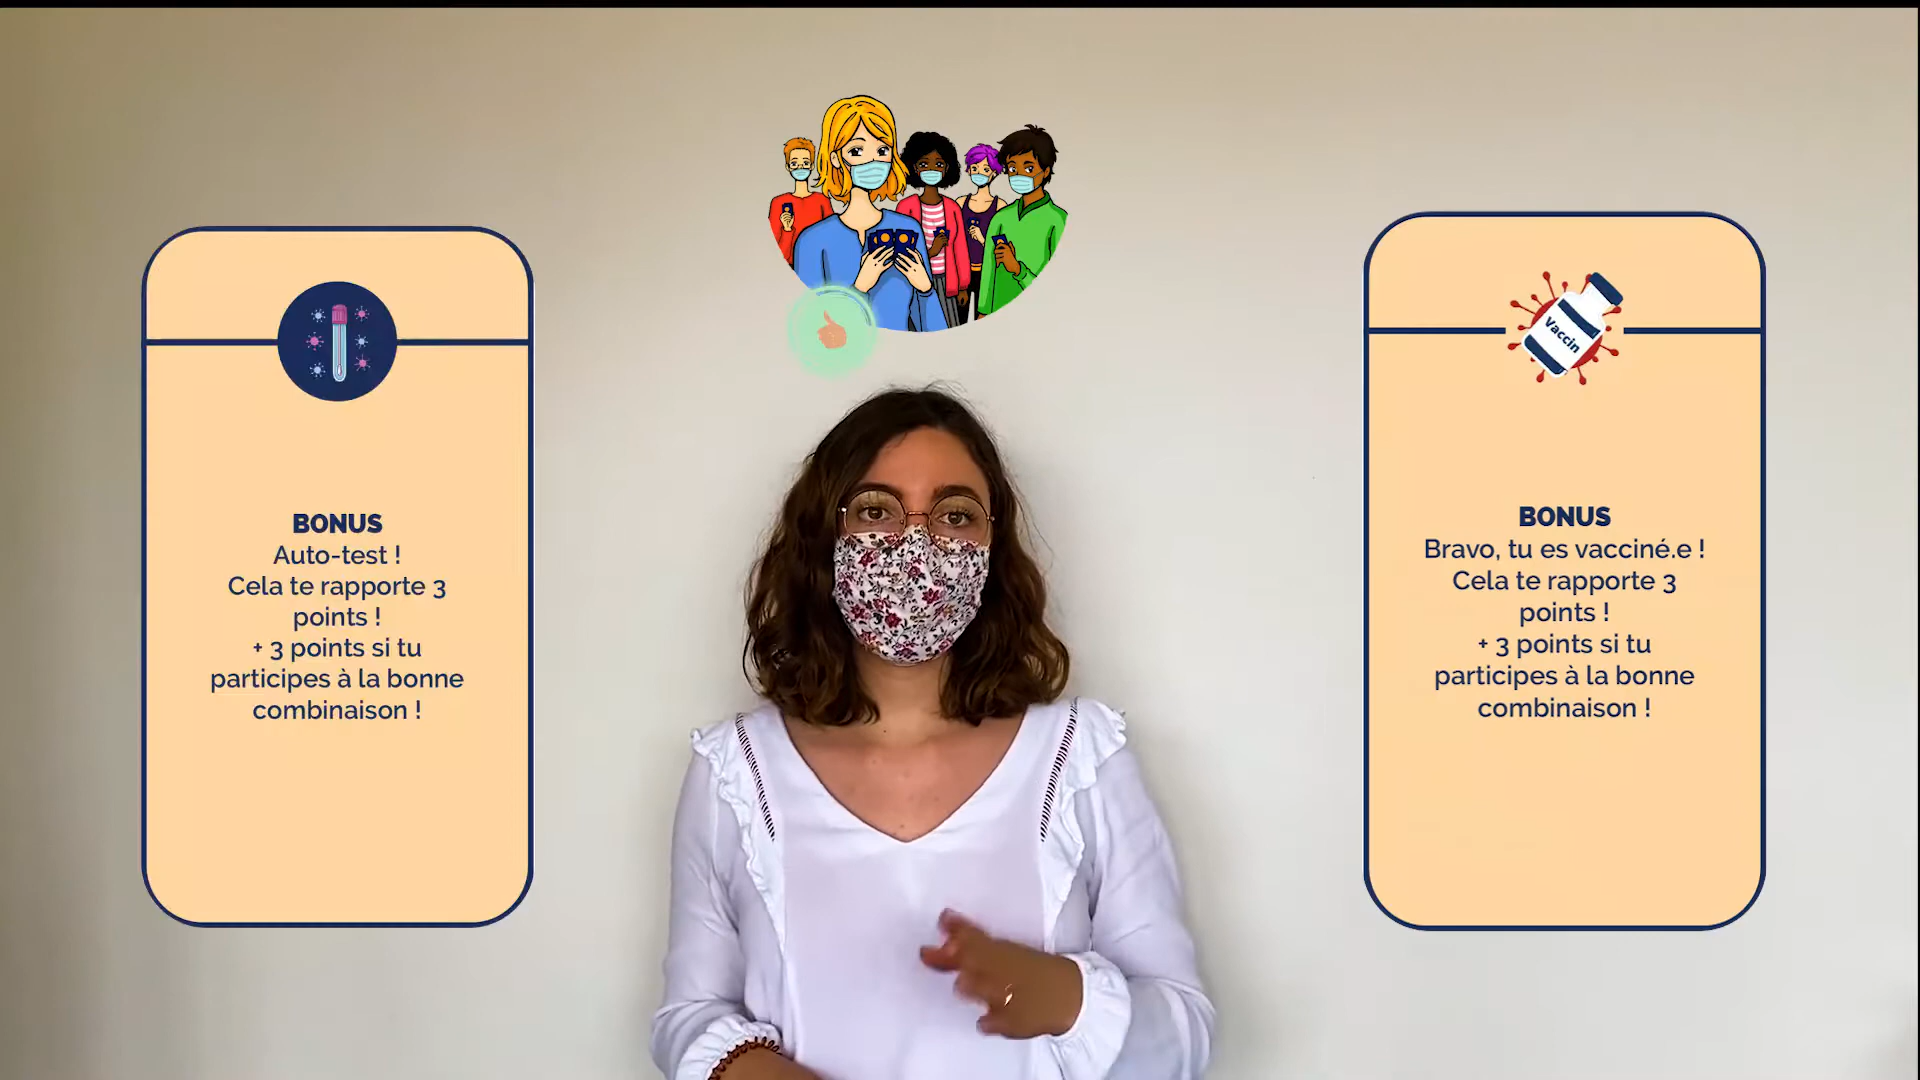 BONUS
Auto-test !
Cela te rapporte 3
points !
+ 3 points si tu
participes à la bonne
combinaison !
Vaccin
BONUS
Bravo, tu es vacciné.e !
Cela te rapporte 3
points !
+ 3 points si tu
participes à la bonne
combinaison !